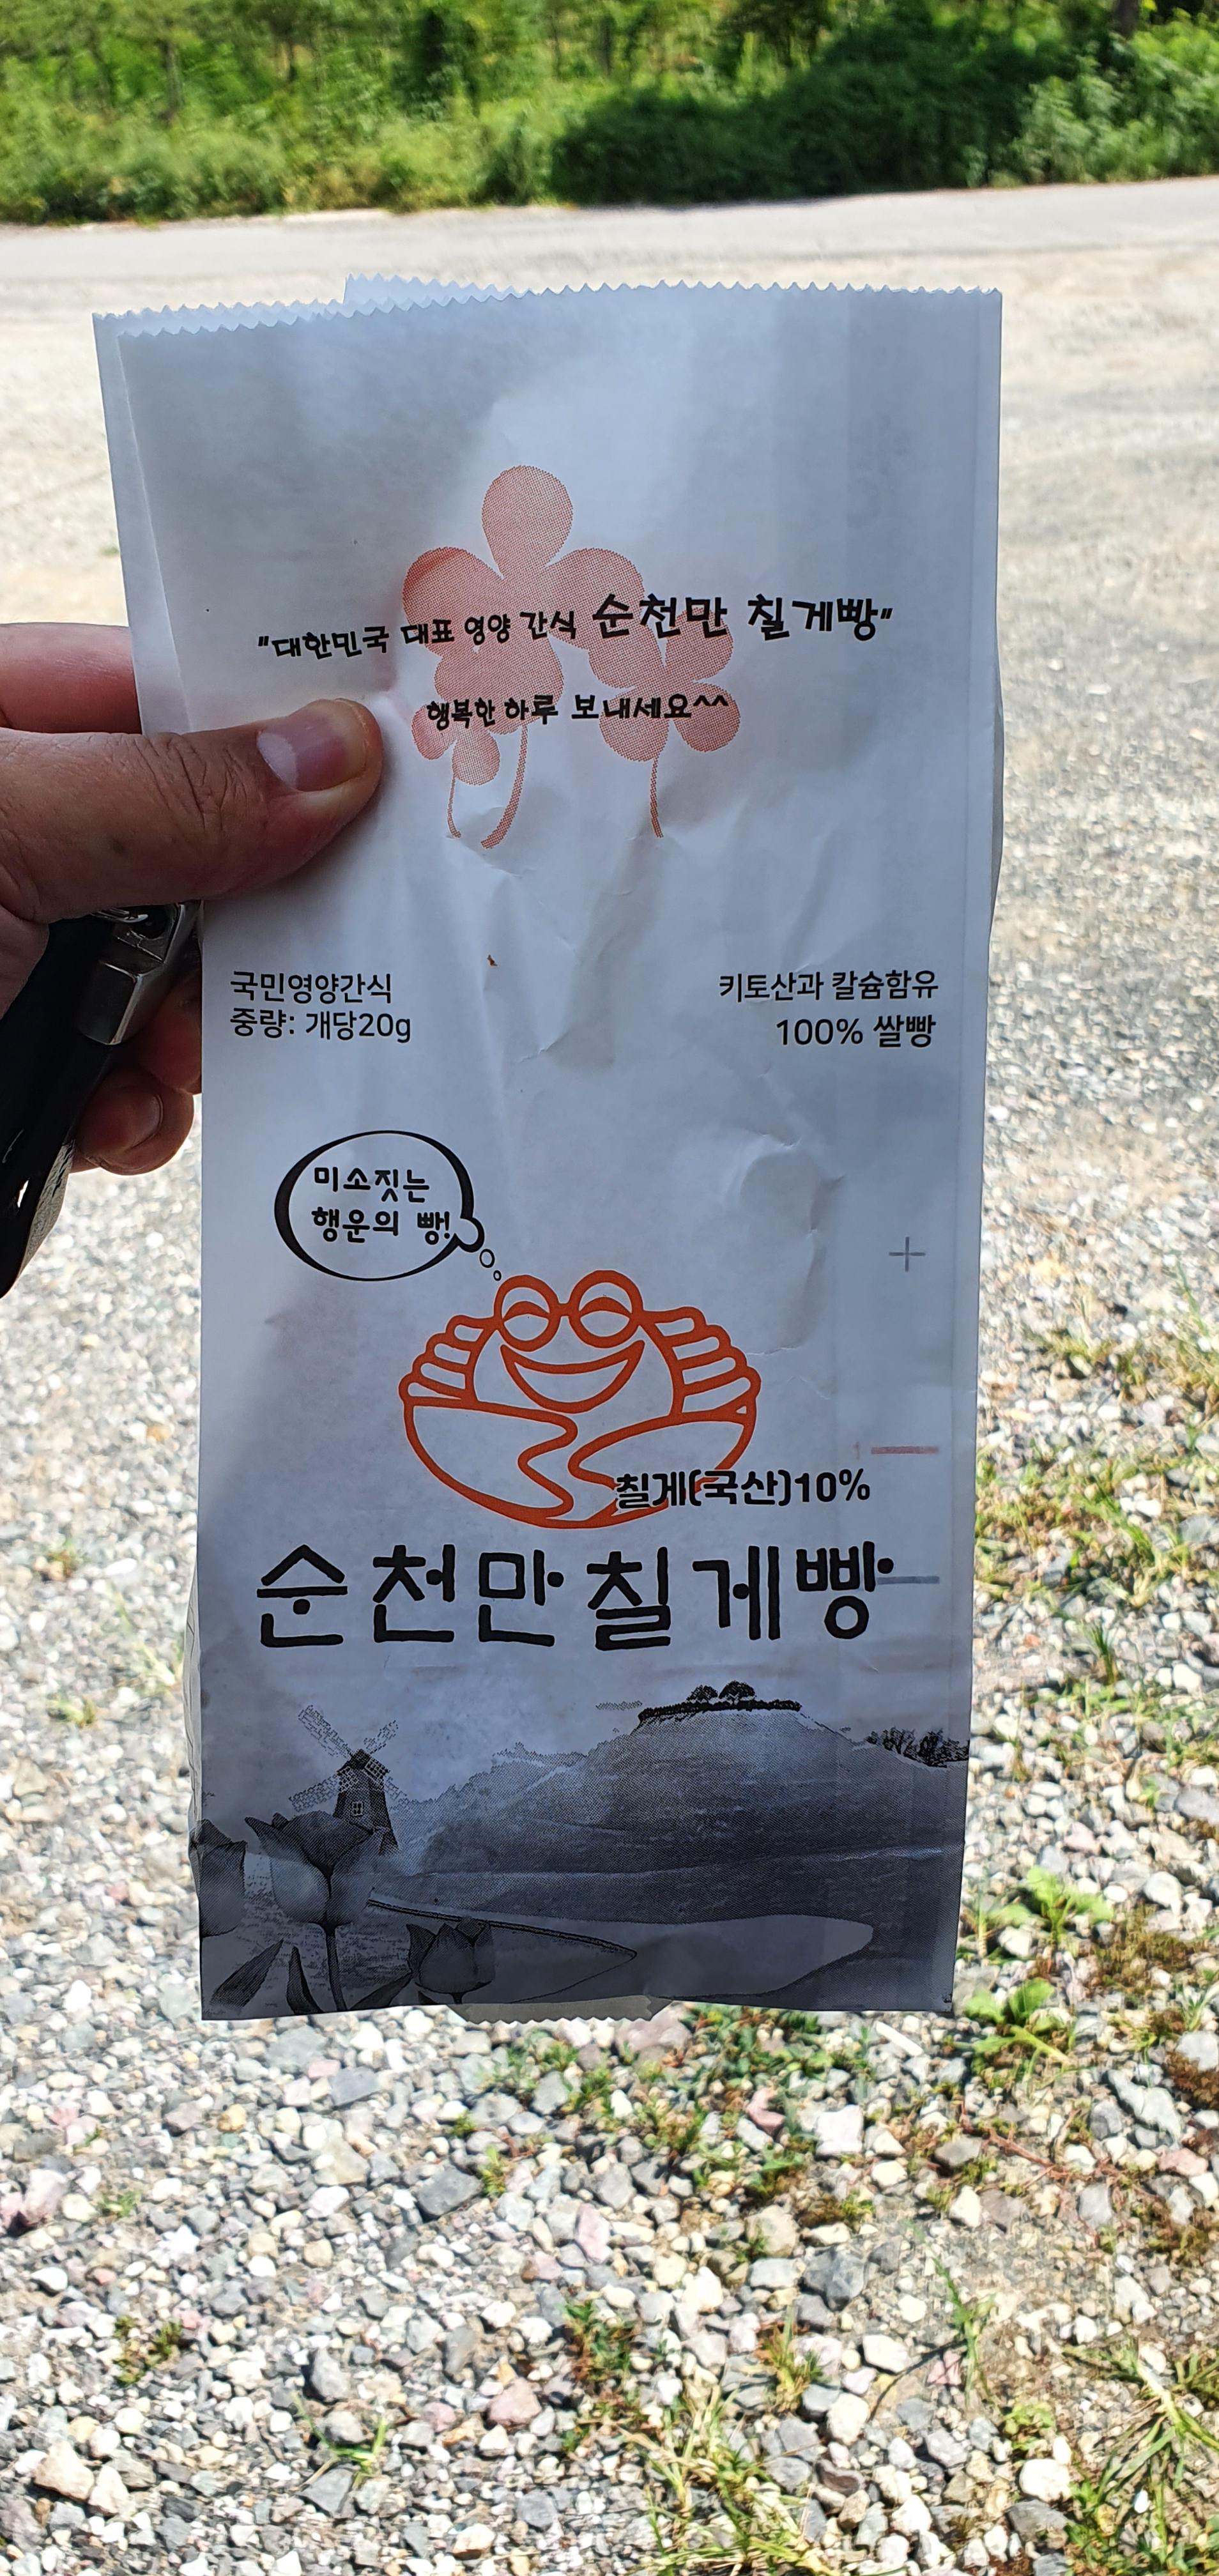 "대한민국 대표 영양 간식 순천만 칠게빵"
행복한 하루 보내세요^^
국민영양간식
중량: 개당20g
키토산과 칼슘함유
100% 쌀빵
미소짓는
행운의 빵!
칠게(국산)10%
순천만칠게빵